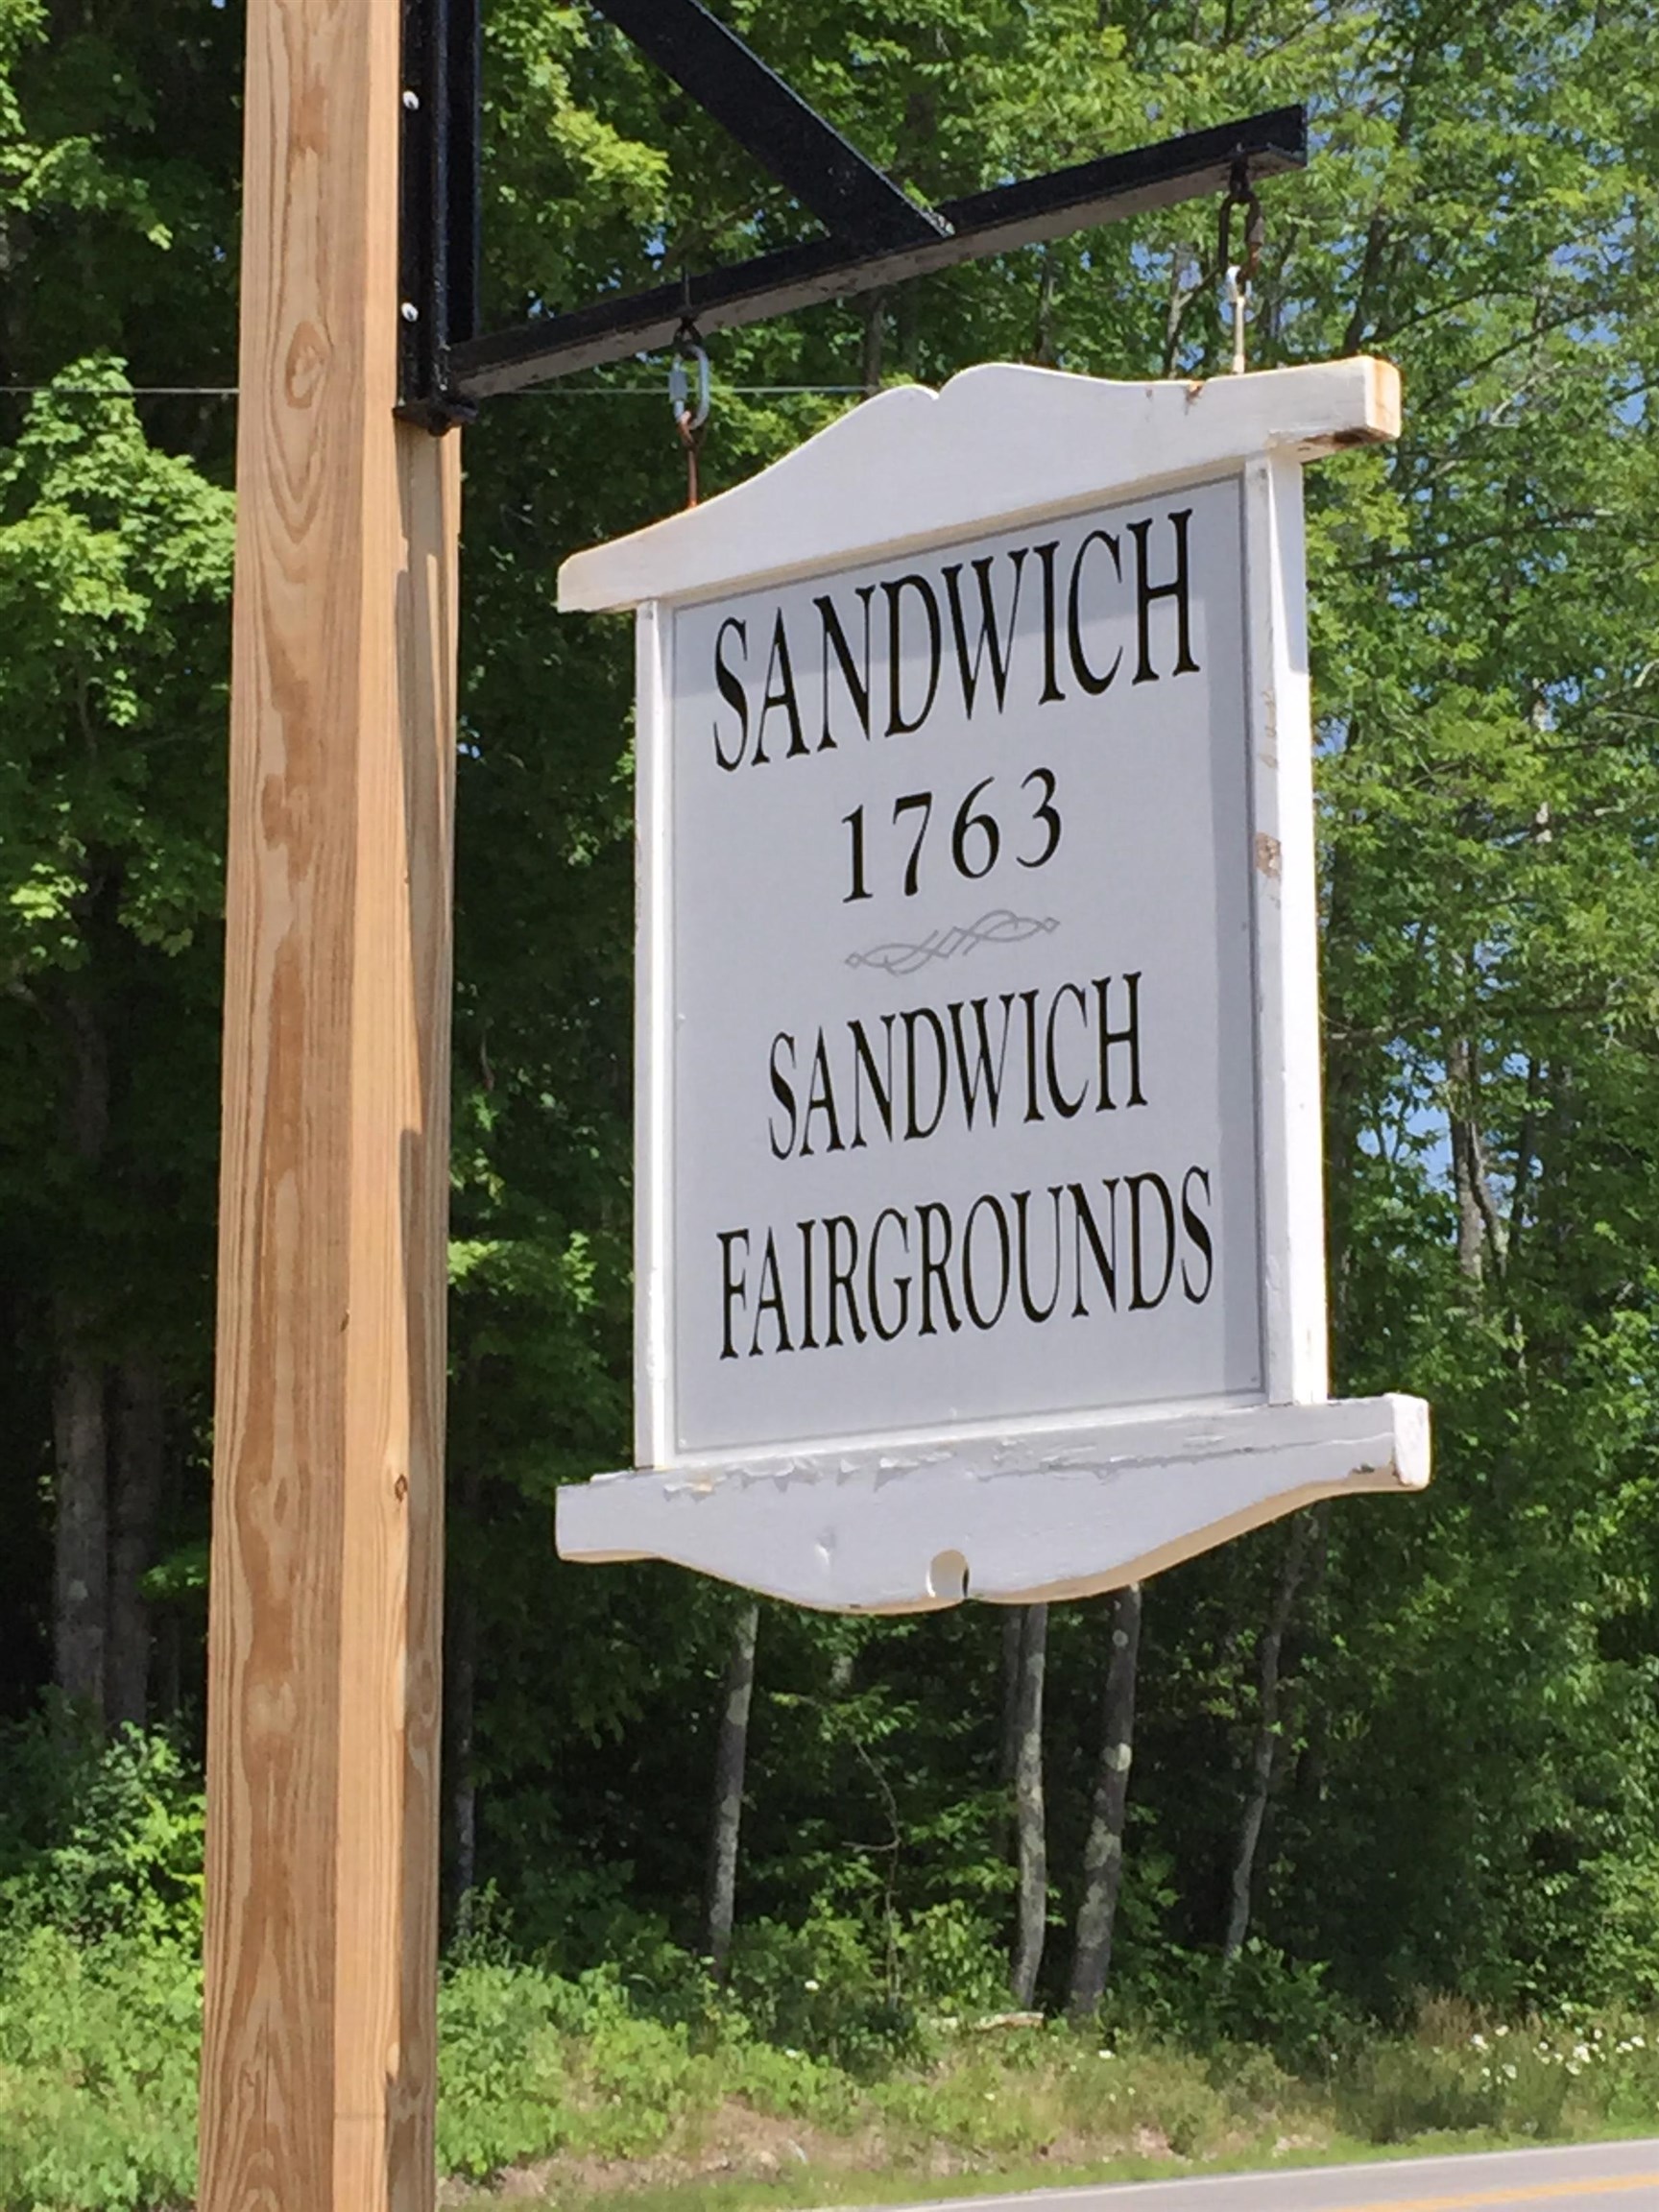 SANDWICH
1763
SANDWICH
FAIRGROUNDS